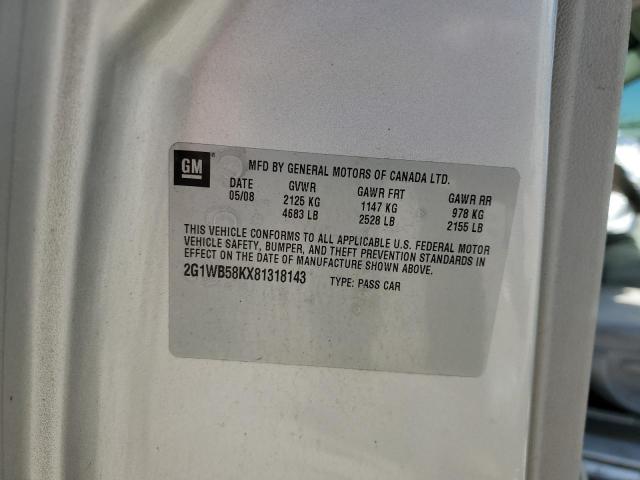 GM
MFD BY GENERAL MOTORS OF CANADA LTD.
DATE GVWR GAWR FRT GAWR RR
05/08 2125 KG 1147 KG 978 KG
4683 LB 2528 LB 2155 LB
THIS VEHICLE CONFORMS TO ALL APPLICABLE U.S. FEDERAL MOTOR
VEHICLE SAFETY, BUMPER, AND THEFT PREVENTION STANDARDS IN
EFFECT ON THE DATE OF MANUFACTURE SHOWN ABOVE.
2G1WB58KX81318143 TYPE: PASS CAR